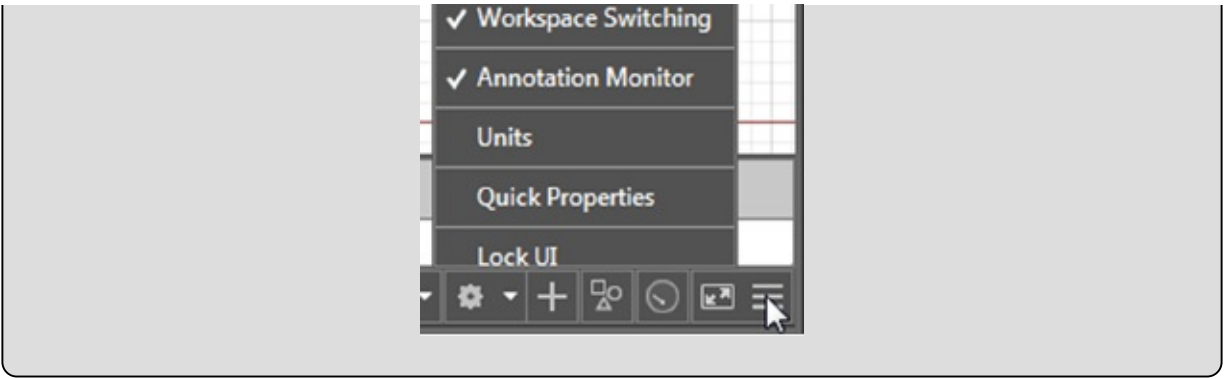 Workspace Switching
Annotation Monitor
Units
Quick Properties
Lock UI